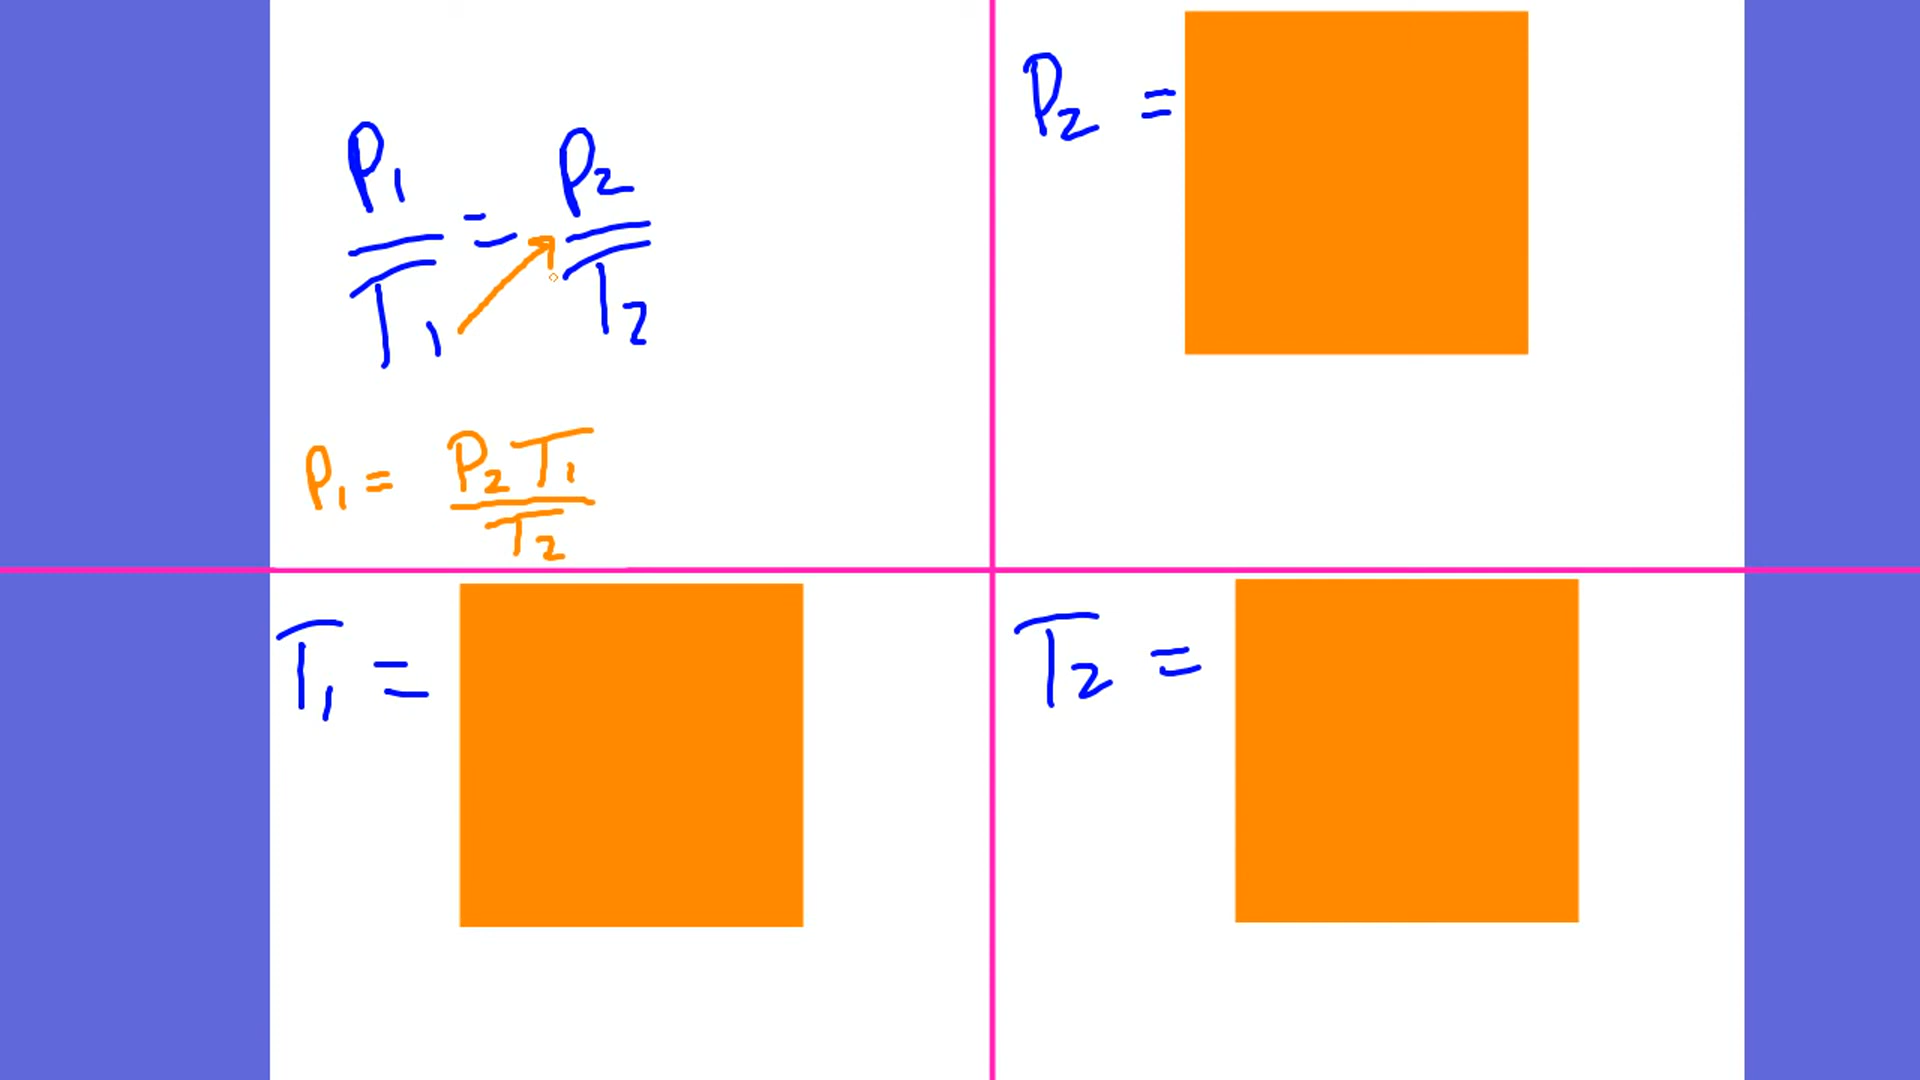 P₁/T₁ = P₂/T₂
P₁ = P₂T₁/T₂
P₂ =
T₁ =
T₂ =